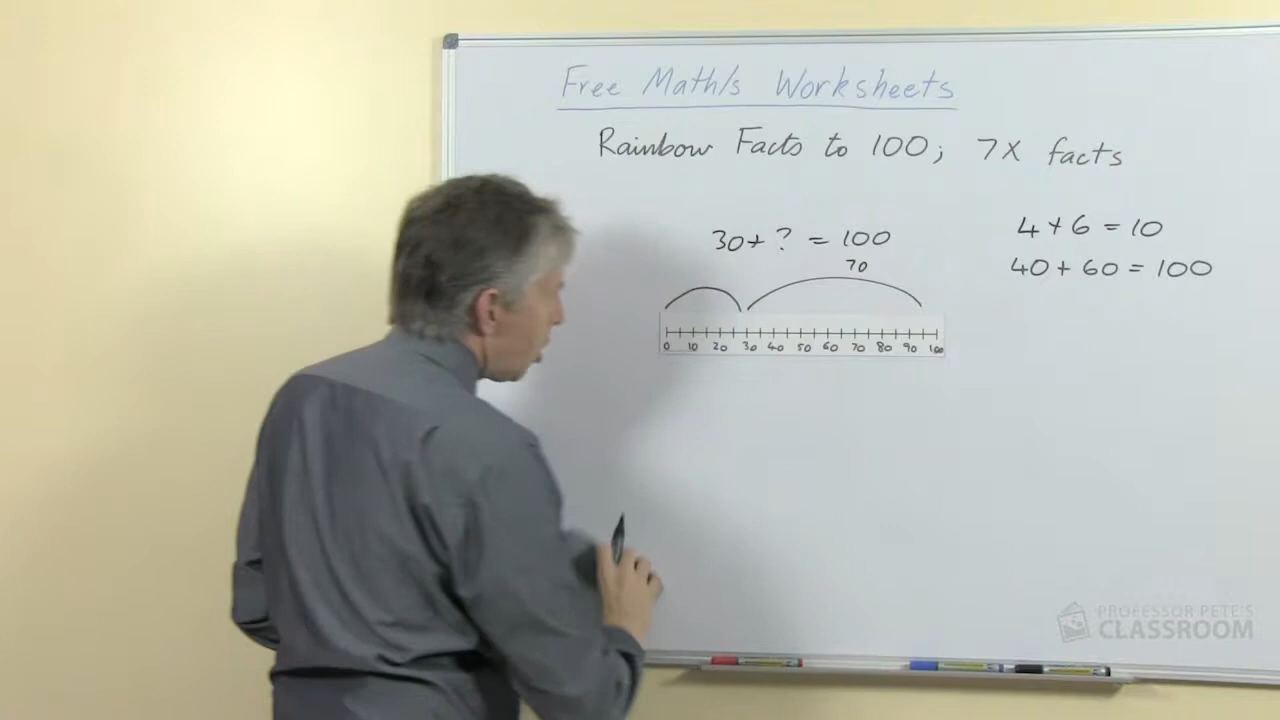 Free Math/s Worksheets
Rainbow Facts to 100; 7X facts
30+ ? = 100
70
0 10 20 30 40 50 60 70 80 90 100
4+6=10
40+60=100
PROFESSOR PETE'S
CLASSROOM